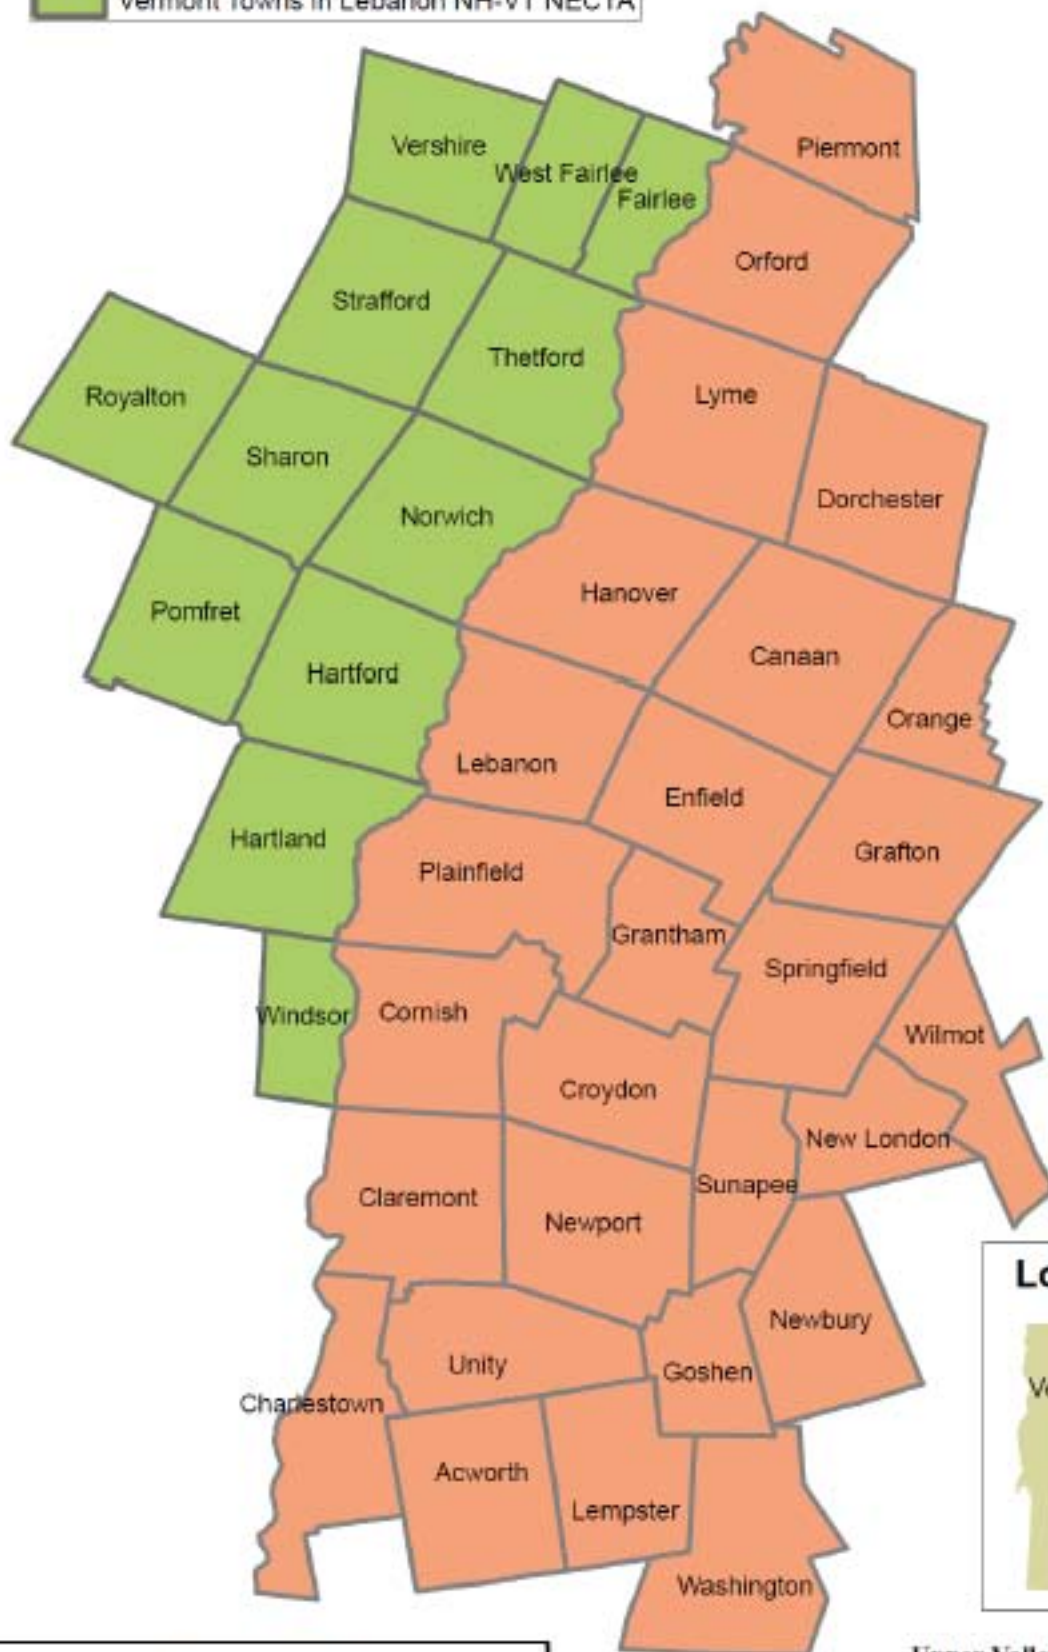 Vermont Towns in Lebanon NH-VT NECTA
Piermont
Vershire
West Fairlee
Fairlee
Orford
Strafford
Thetford
Royalton
Lyme
Sharon
Dorchester
Norwich
Hanover
Pomfret
Canaan
Hartford
Orange
Lebanon
Enfield
Hartland
Grafton
Plainfield
Grantham
Springfield
Windsor
Cornish
Wilmot
Croydon
New London
Sunapee
Claremont
Newport
Newbury
Unity
Goshen
Charlestown
Acworth
Lempster
Washington